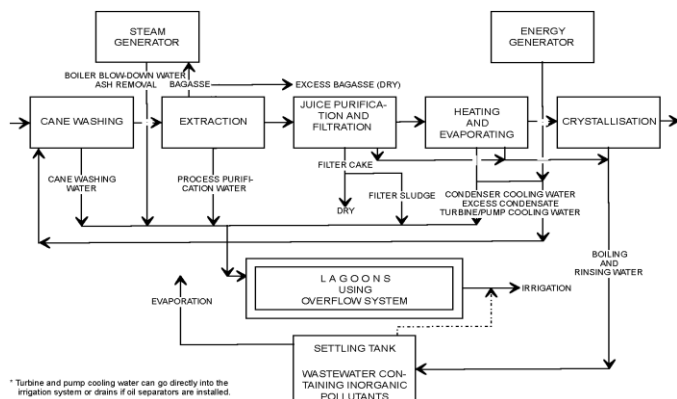 STEAM
GENERATOR
ENERGY
GENERATOR
BOILER BLOW-DOWN WATER
ASH REMOVAL
BAGASSE
EXCESS BAGASSE (DRY)
CANE WASHING
EXTRACTION
JUICE PURIFICA-
TION AND
FILTRATION
HEATING
AND
EVAPORATING
CRYSTALLISATION
CANE WASHING
WATER
PROCESS PURIFI-
CATION WATER
FILTER CAKE
FILTER SLUDGE
DRY
CONDENSER COOLING WATER
EXCESS CONDENSATE
TURBINE/PUMP COOLING WATER
BOILING
AND
RINSING WATER
EVAPORATION
L A G O O N S
USING
OVERFLOW SYSTEM
IRRIGATION
SETTLING TANK
WASTEWATER CON-
TAINING INORGANIC
POLLUTANTS
* Turbine and pump cooling water can go directly into the
irrigation system or drains if oil separators are installed.